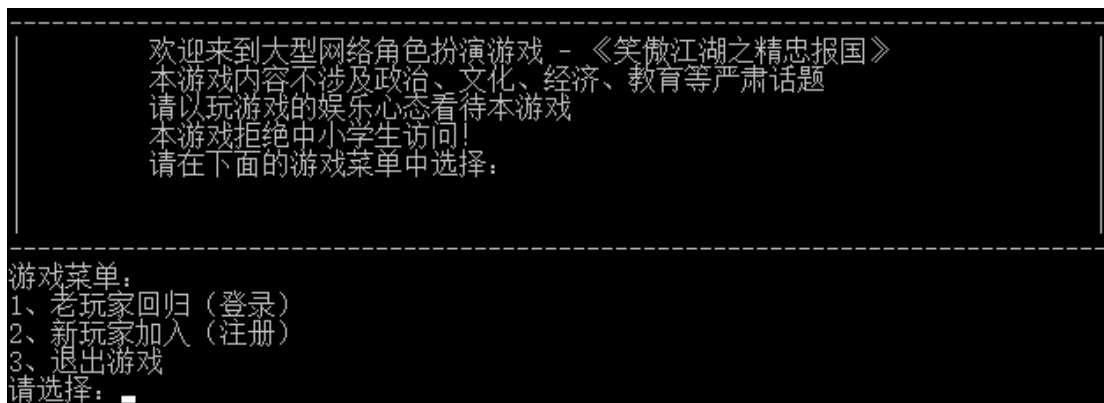 欢迎来到大型网络角色扮演游戏 - 《笑傲江湖之精忠报国》
本游戏内容不涉及政治、文化、经济、教育等严肃话题
请以玩游戏的娱乐心态看待本游戏
本游戏拒绝中小学生访问!
请在下面的游戏菜单中选择:
游戏菜单:
1、老玩家回归（登录）
2、新玩家加入（注册）
3、退出游戏
请选择: